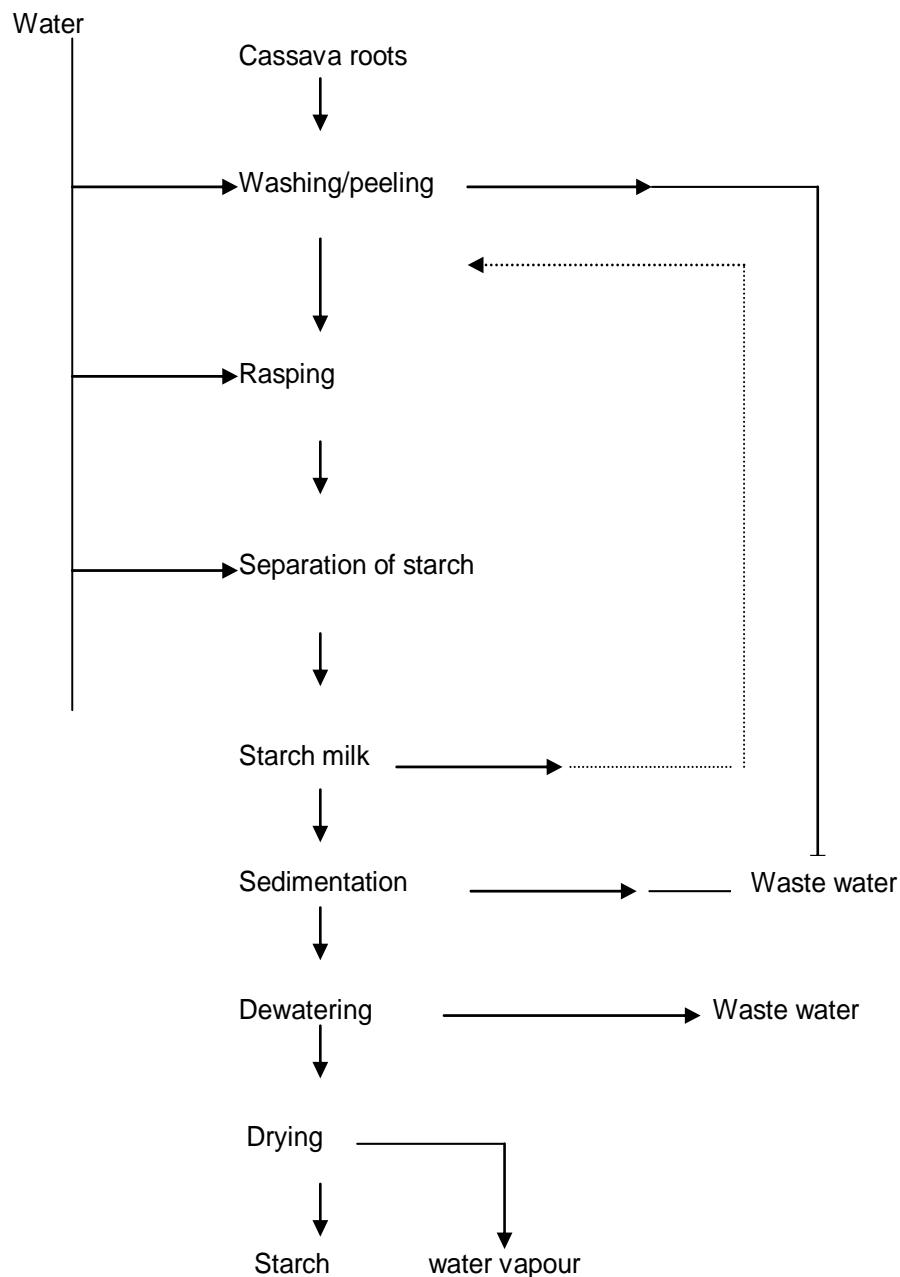 Water
Cassava roots
Washing/peeling
Rasping
Separation of starch
Starch milk
Sedimentation
Waste water
Dewatering
Waste water
Drying
Starch
water vapour